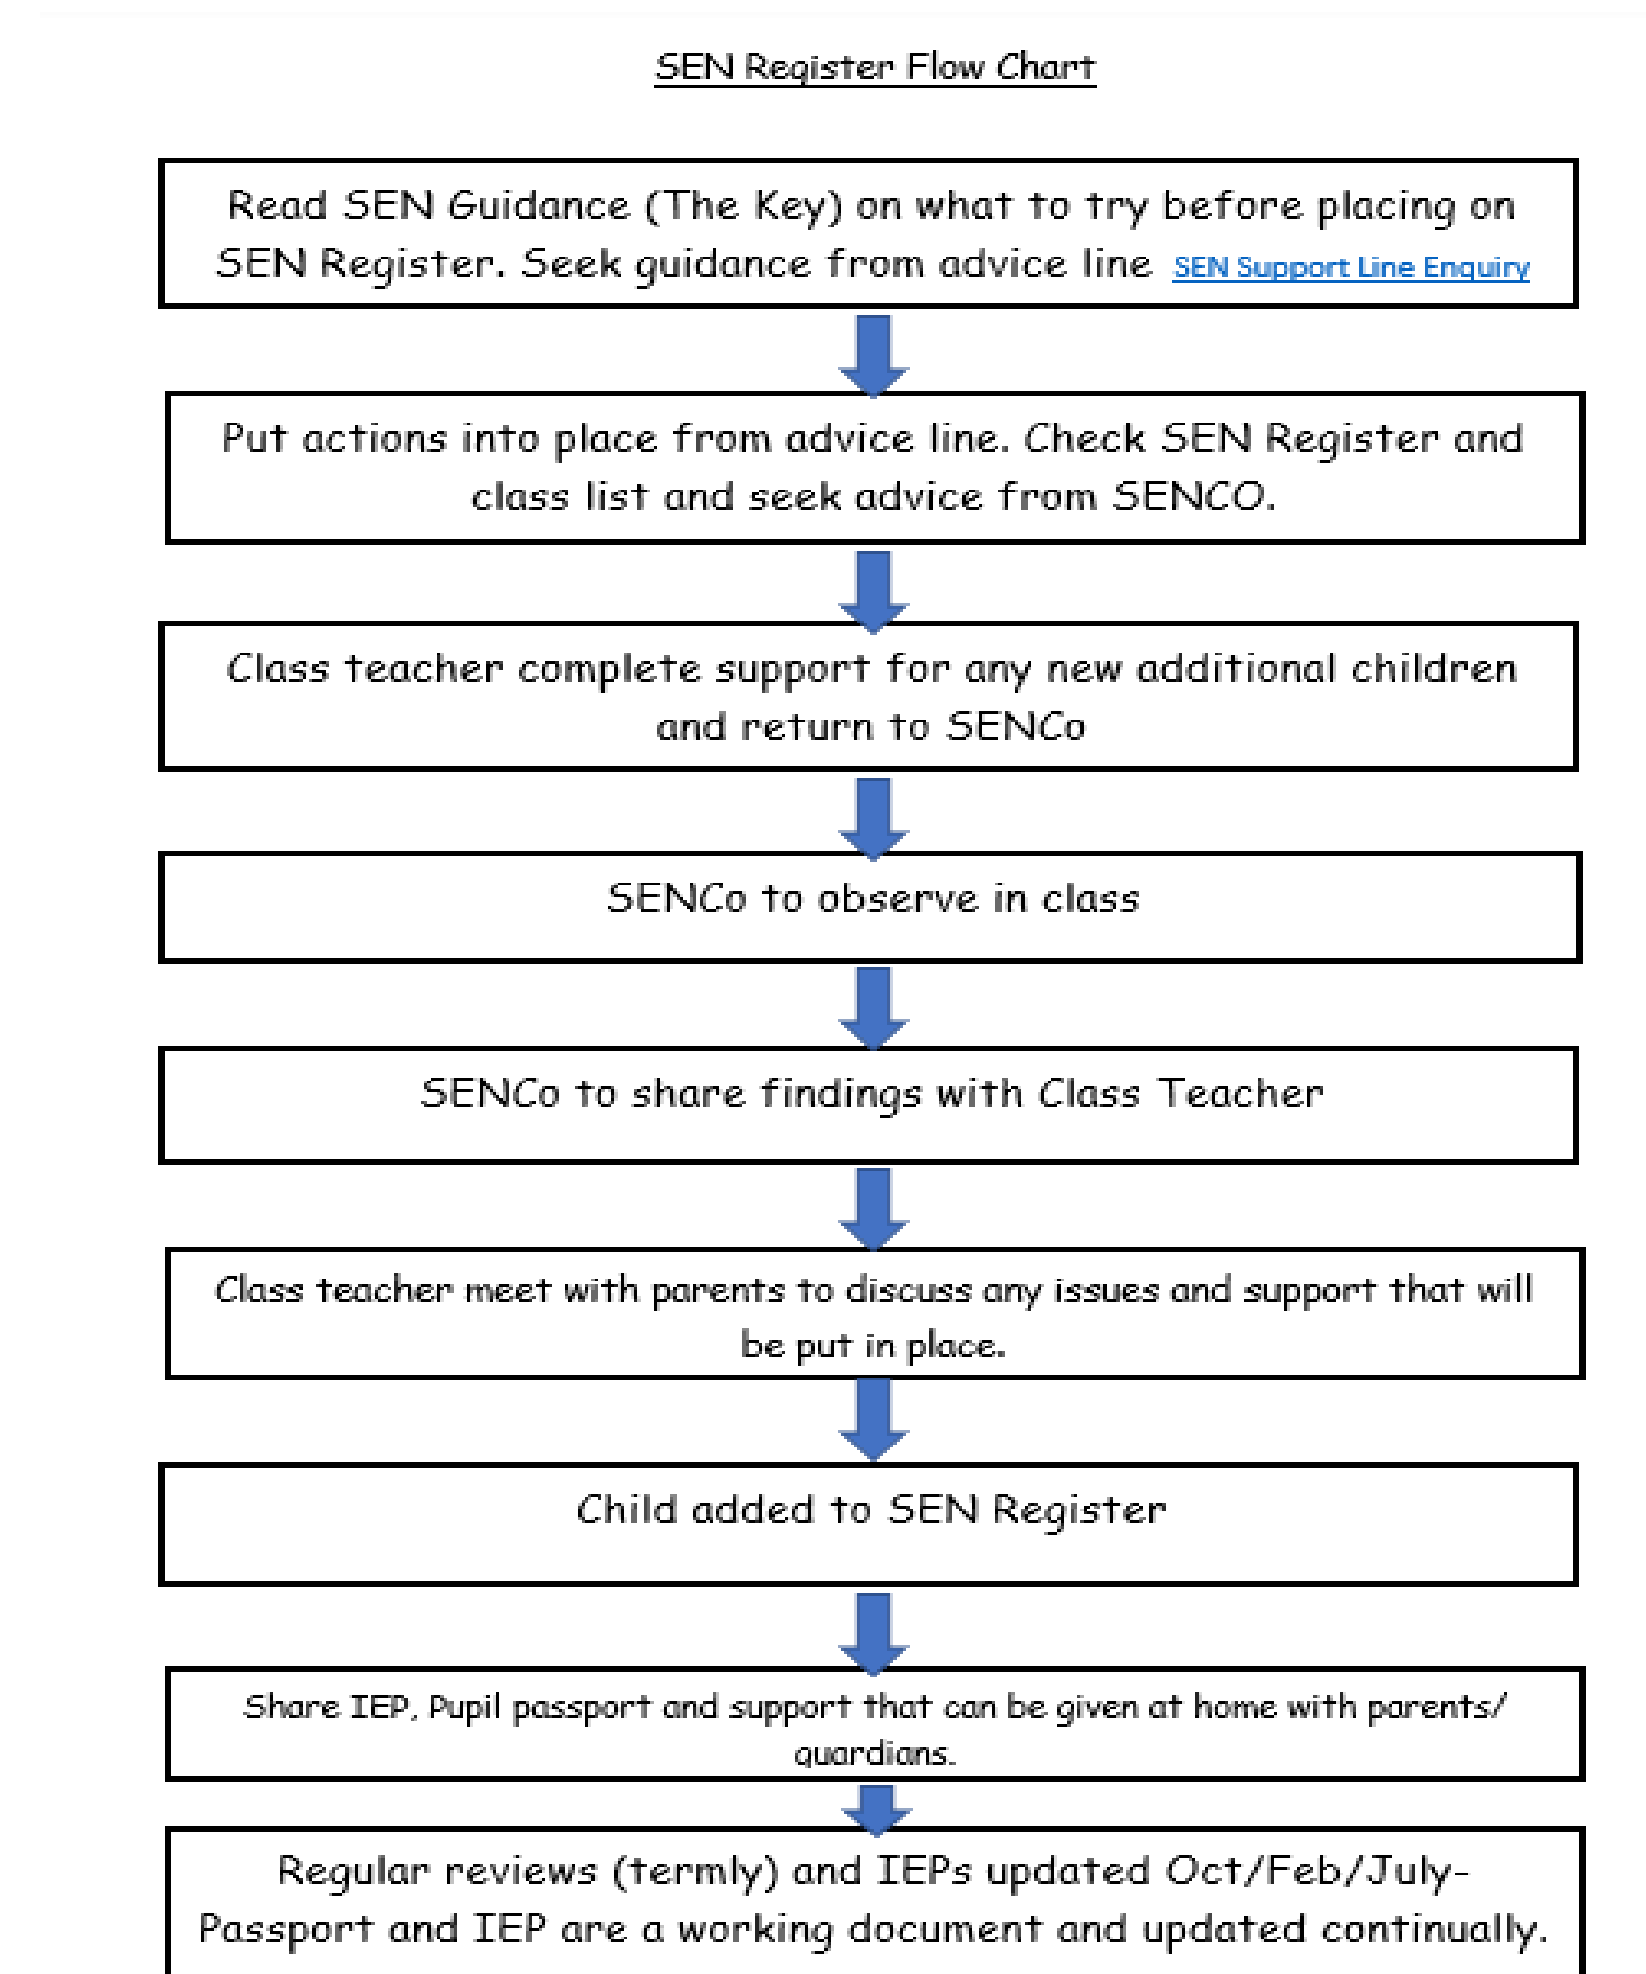 SEN Register Flow Chart
Read SEN Guidance (The Key) on what to try before placing on
SEN Register. Seek guidance from advice line SEN Support Line Enquiry
Put actions into place from advice line. Check SEN Register and
class list and seek advice from SENCO.
Class teacher complete support for any new additional children
and return to SENCo
SENCo to observe in class
SENCo to share findings with Class Teacher
Class teacher meet with parents to discuss any issues and support that will
be put in place.
Child added to SEN Register
Share IEP, Pupil passport and support that can be given at home with parents/
guardians.
Regular reviews (termly) and IEPs updated Oct/Feb/July-
Passport and IEP are a working document and updated continually.